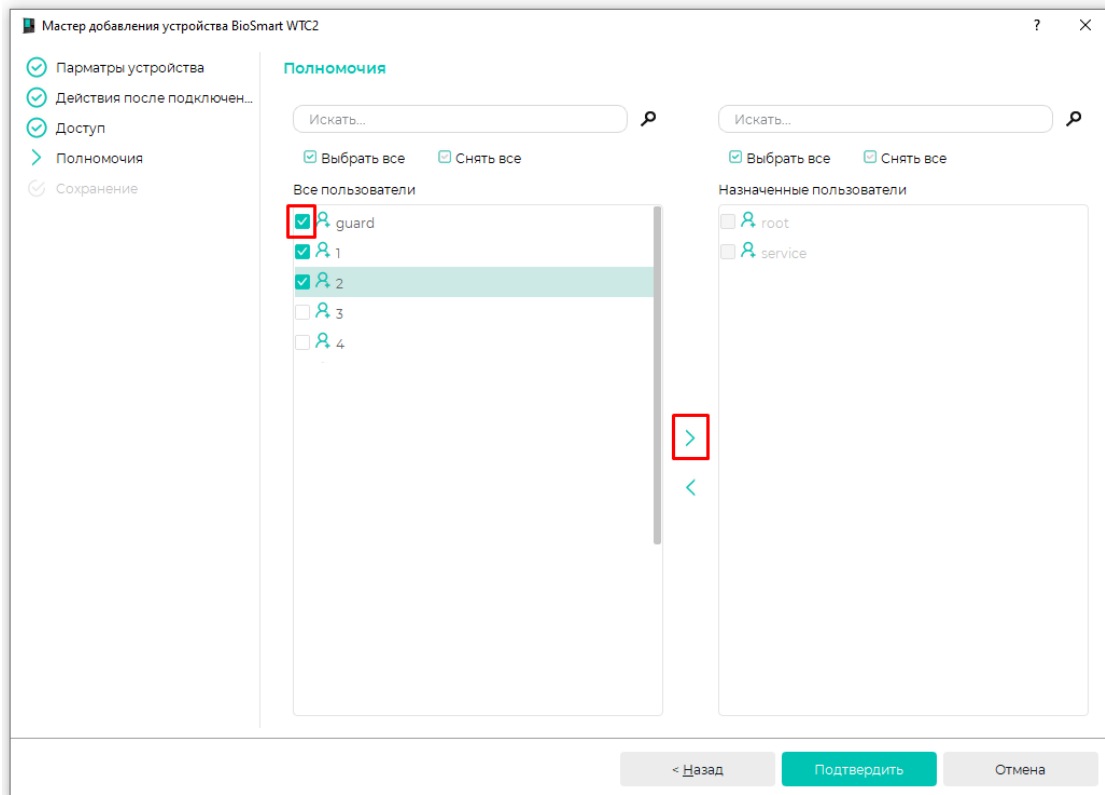 Мастер добавления устройства BioSmart WTC2
?
Парматры устройства
Действия после подключен...
Доступ
Полномочия
Сохранение
Полномочия
Искать...
Выбрать все
Снять все
Все пользователи
guard
1
2
3
4
Искать...
Выбрать все
Снять все
Назначенные пользователи
root
service
< Назад
Подтвердить
Отмена